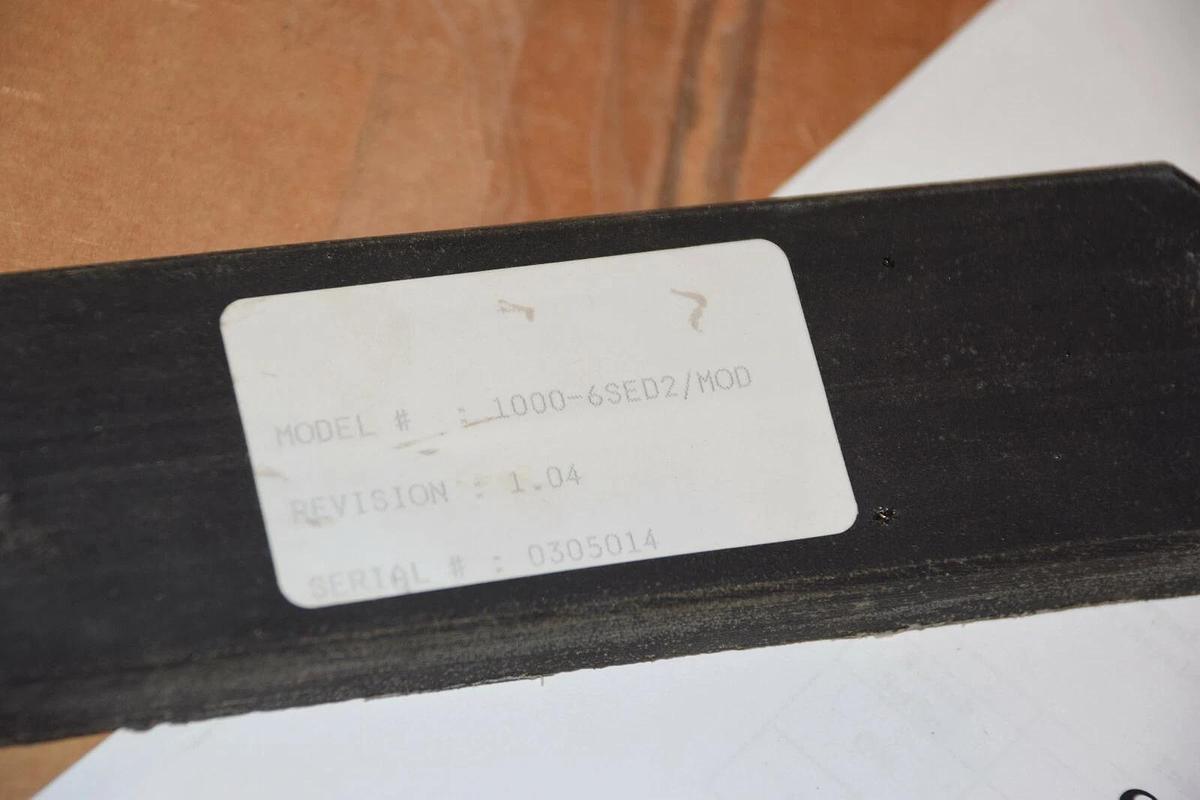 MODEL # : 1000-6SED2/MOD
REVISION : 1.04
SERIAL # : 0305014